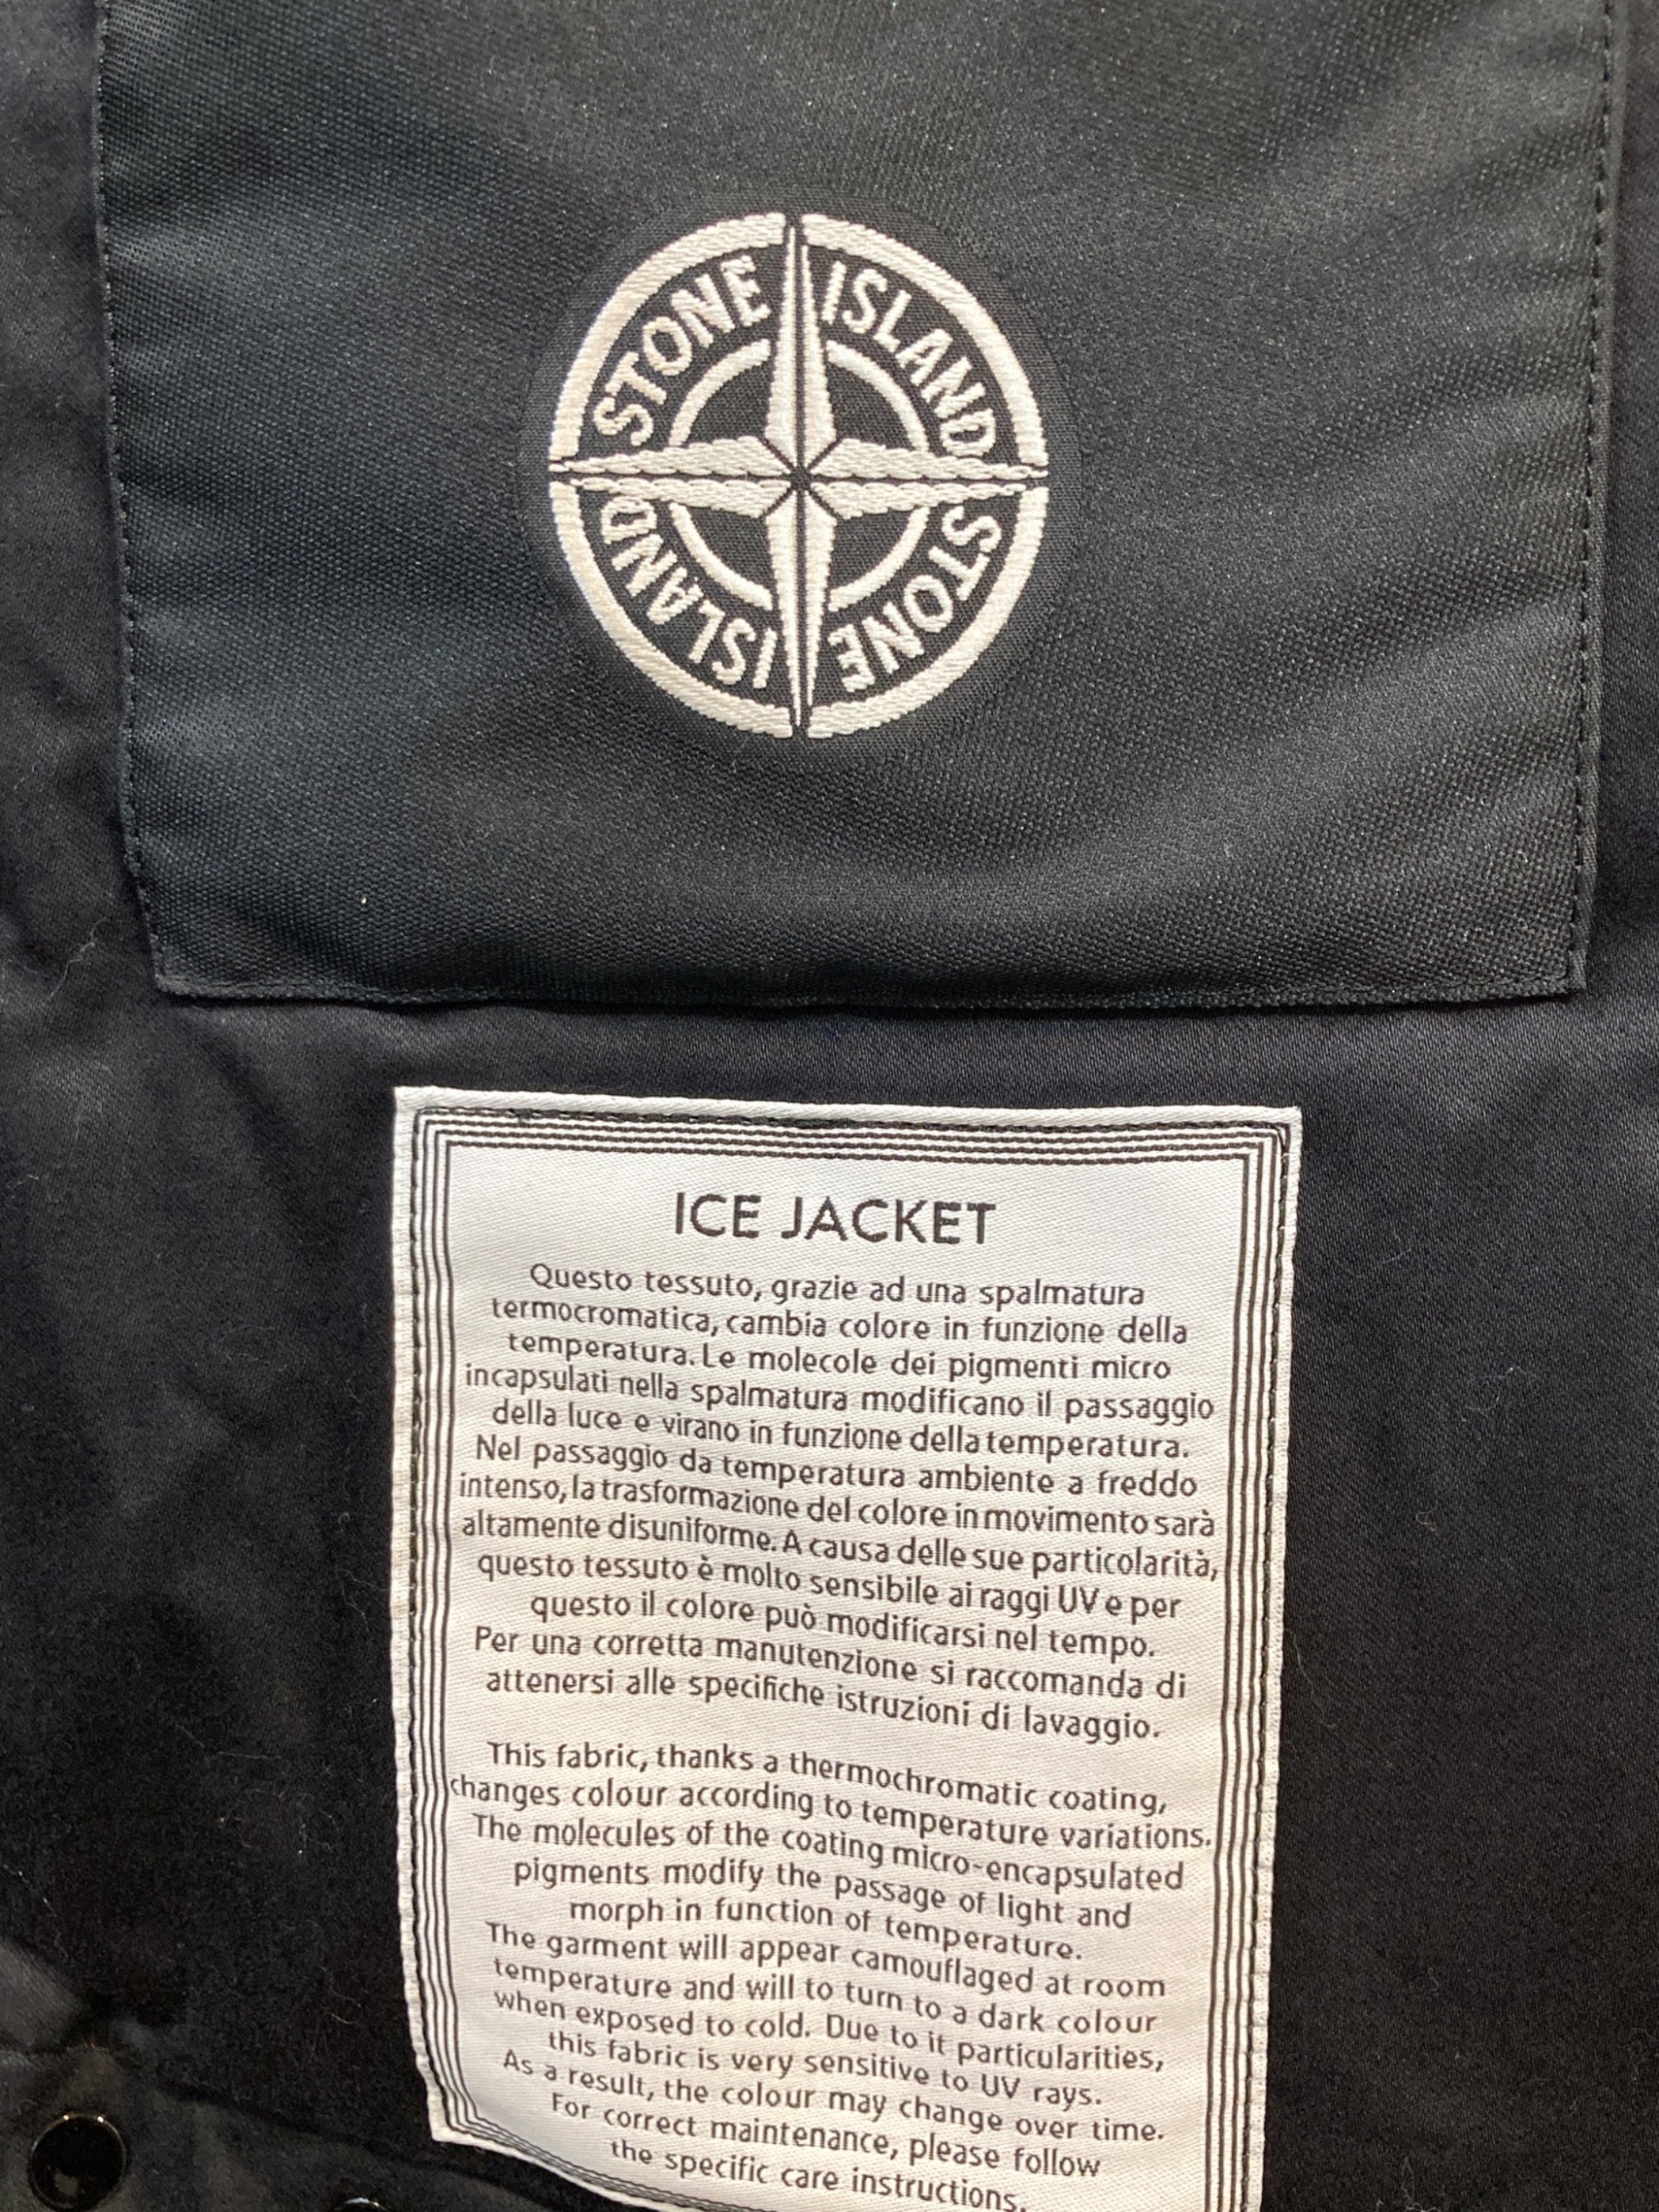 STONE ISLAND
STONE ISLAND
ICE JACKET
Questo tessuto, grazie ad una spalmatura
termocromatica, cambia colore in funzione della
temperatura. Le molecole dei pigmenti micro
incapsulati nella spalmatura modificano il passaggio
della luce e virano in funzione della temperatura.
Nel passaggio da temperatura ambiente a freddo
intenso, la trasformazione del colore in movimento sarà
altamente disuniforme. A causa delle sue particolarità,
questo tessuto è molto sensibile ai raggi UV e per
questo il colore può modificarsi nel tempo.
Per una corretta manutenzione si raccomanda di
attenersi alle specifiche istruzioni di lavaggio.
This fabric, thanks a thermochromatic coating,
changes colour according to temperature variations.
The molecules of the coating micro-encapsulated
pigments modify the passage of light and
morph in function of temperature.
The garment will appear camouflaged at room
temperature and will to turn to a dark colour
when exposed to cold. Due to it particularities,
this fabric is very sensitive to UV rays.
As a result, the colour may change over time.
For correct maintenance, please follow
the specific care instructions.